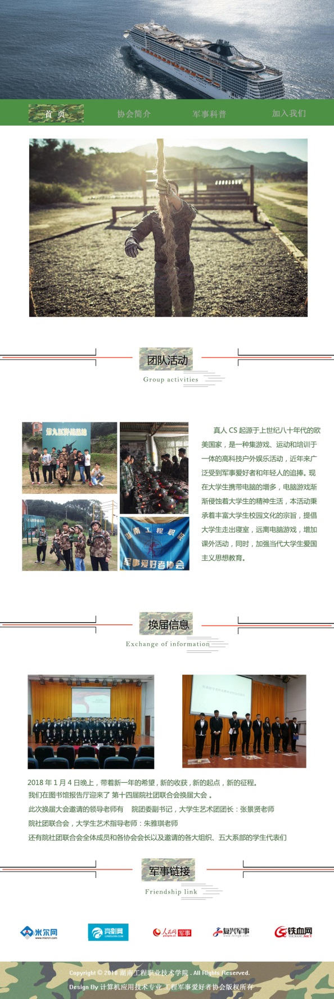 首 页
协会简介
军事科普
加入我们
团队活动
Group activities
第九区野战基地
湖南工程职院
军事爱好者协会
真人 CS 起源于上世纪八十年代的欧
美国家，是一种集游戏、运动和培训于
一体的高科技户外娱乐活动，近年来广
泛受到军事爱好者和年轻人的追捧。现
在大学生携带电脑的增多，电脑游戏渐
渐侵蚀着大学生的精神生活，本活动秉
承着丰富大学生校园文化的宗旨，提倡
大学生走出寝室，远离电脑游戏，增加
课外活动，同时，加强当代大学生爱国
主义思想教育。
换届信息
Exchange of information
2018 年 1 月 4 日晚上，带着新一年的希望，新的收获，新的起点，新的征程。
我们在图书馆报告厅迎来了 第十四届院社团联合会换届大会 。
此次换届大会邀请的领导老师有 院团委副书记，大学生艺术团团长：张景贤老师
院社团联合会，大学生艺术指导老师：朱雅琪老师
还有院社团联合会全体成员和各协会会长以及邀请的各大组织、五大系部的学生代表们
军事链接
Friendship link
米尔网
www.miercn.com
亮剑网
LIANGJIAN.COM
人民网
people.cn
军事
复兴军事
铁血网
TIEXUE.NET
Copyright © 2018 湖南工程职业技术学院 . All Rights Reserved.
Design By 计算机应用技术专业 工程军事爱好者协会版权所有